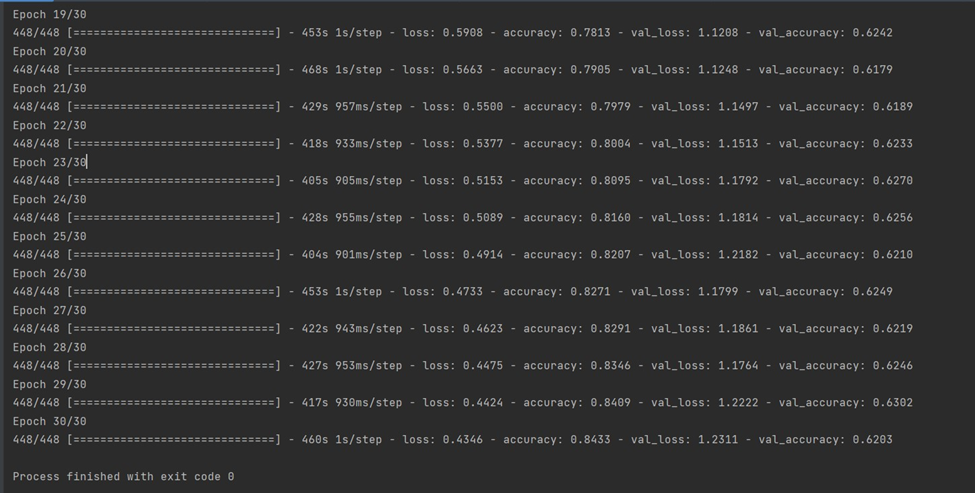 Epoch 19/30
448/448 [==============================] - 453s 1s/step - loss: 0.5908 - accuracy: 0.7813 - val_loss: 1.1208 - val_accuracy: 0.6242
Epoch 20/30
448/448 [==============================] - 468s 1s/step - loss: 0.5663 - accuracy: 0.7905 - val_loss: 1.1248 - val_accuracy: 0.6179
Epoch 21/30
448/448 [==============================] - 429s 957ms/step - loss: 0.5500 - accuracy: 0.7979 - val_loss: 1.1497 - val_accuracy: 0.6189
Epoch 22/30
448/448 [==============================] - 418s 933ms/step - loss: 0.5377 - accuracy: 0.8004 - val_loss: 1.1513 - val_accuracy: 0.6233
Epoch 23/30
448/448 [==============================] - 405s 905ms/step - loss: 0.5153 - accuracy: 0.8095 - val_loss: 1.1792 - val_accuracy: 0.6270
Epoch 24/30
448/448 [==============================] - 428s 955ms/step - loss: 0.5089 - accuracy: 0.8160 - val_loss: 1.1814 - val_accuracy: 0.6256
Epoch 25/30
448/448 [==============================] - 404s 901ms/step - loss: 0.4914 - accuracy: 0.8207 - val_loss: 1.2182 - val_accuracy: 0.6210
Epoch 26/30
448/448 [==============================] - 453s 1s/step - loss: 0.4733 - accuracy: 0.8271 - val_loss: 1.1799 - val_accuracy: 0.6249
Epoch 27/30
448/448 [==============================] - 422s 943ms/step - loss: 0.4623 - accuracy: 0.8291 - val_loss: 1.1861 - val_accuracy: 0.6219
Epoch 28/30
448/448 [==============================] - 427s 953ms/step - loss: 0.4475 - accuracy: 0.8346 - val_loss: 1.1764 - val_accuracy: 0.6246
Epoch 29/30
448/448 [==============================] - 417s 930ms/step - loss: 0.4424 - accuracy: 0.8409 - val_loss: 1.2222 - val_accuracy: 0.6302
Epoch 30/30
448/448 [==============================] - 460s 1s/step - loss: 0.4346 - accuracy: 0.8433 - val_loss: 1.2311 - val_accuracy: 0.6203
Process finished with exit code 0